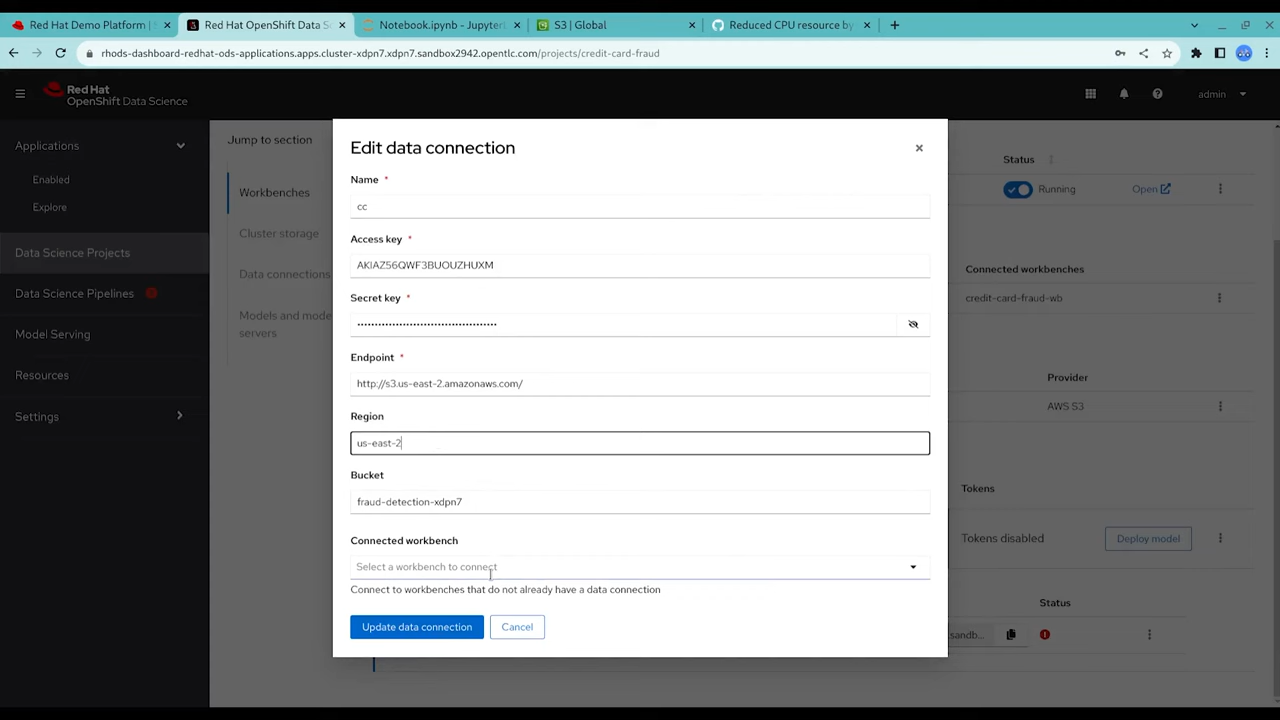 Red Hat Demo Platform |
Red Hat OpenShift Data S
Notebook.ipynb - Jupyter
S3 | Global
Reduced CPU resource by
rhods-dashboard-redhat-ods-applications.apps.cluster-xdpn7.xdpn7.sandbox2942.opentlc.com/projects/credit-card-fraud
Red Hat
OpenShift Data Science
admin
Applications
Enabled
Explore
Data Science Projects
Data Science Pipelines
Model Serving
Resources
Settings
Jump to section
Workbenches
Cluster storage
Data connections
Models and mode
servers
Edit data connection
Name *
cc
Access key *
AKIAZ56QWF3BUOUZHUXM
Secret key *
Endpoint *
http://s3.us-east-2.amazonaws.com/
Region
us-east-2
Bucket
fraud-detection-xdpn7
Connected workbench
Select a workbench to connect
Connect to workbenches that do not already have a data connection
Update data connection
Cancel
Status
Running
Open
Connected workbenches
credit-card-fraud-wb
Provider
AWS S3
Tokens
Tokens disabled
Deploy model
Status
.sandb...